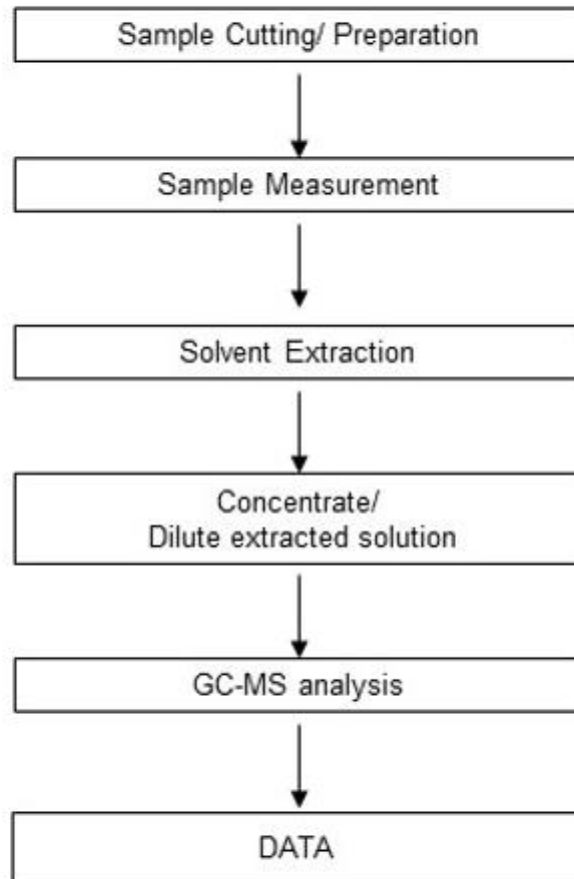 Sample Cutting/ Preparation
Sample Measurement
Solvent Extraction
Concentrate/
Dilute extracted solution
GC-MS analysis
DATA